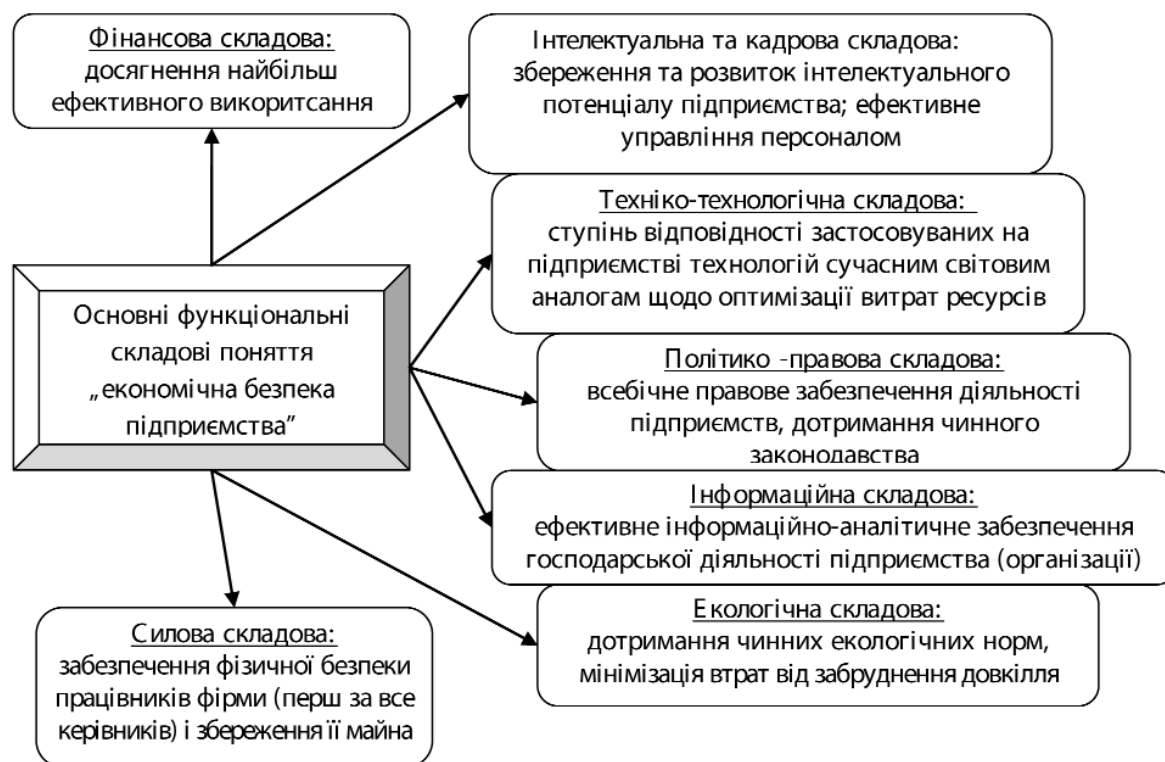 Фінансова складова:
досягнення найбільш
ефективного викоритсання
Інтелектуальна та кадрова складова:
збереження та розвиток інтелектуального
потенціалу підприємства; ефективне
управління персоналом
Техніко-технологічна складова:
ступінь відповідності застосовуваних на
підприємстві технологій сучасним світовим
аналогам щодо оптимізації витрат ресурсів
Основні функціональні
складові поняття
„економічна безпека
підприємства”
Політико -правова складова:
всебічне правове забезпечення діяльності
підприємств, дотримання чинного
законодавства
Інформаційна складова:
ефективне інформаційно-аналітичне забезпечення
господарської діяльності підприємства (організації)
Силова складова:
забезпечення фізичної безпеки
працівників фірми (перш за все
керівників) і збереження її майна
Екологічна складова:
дотримання чинних екологічних норм,
мінімізація втрат від забруднення довкілля